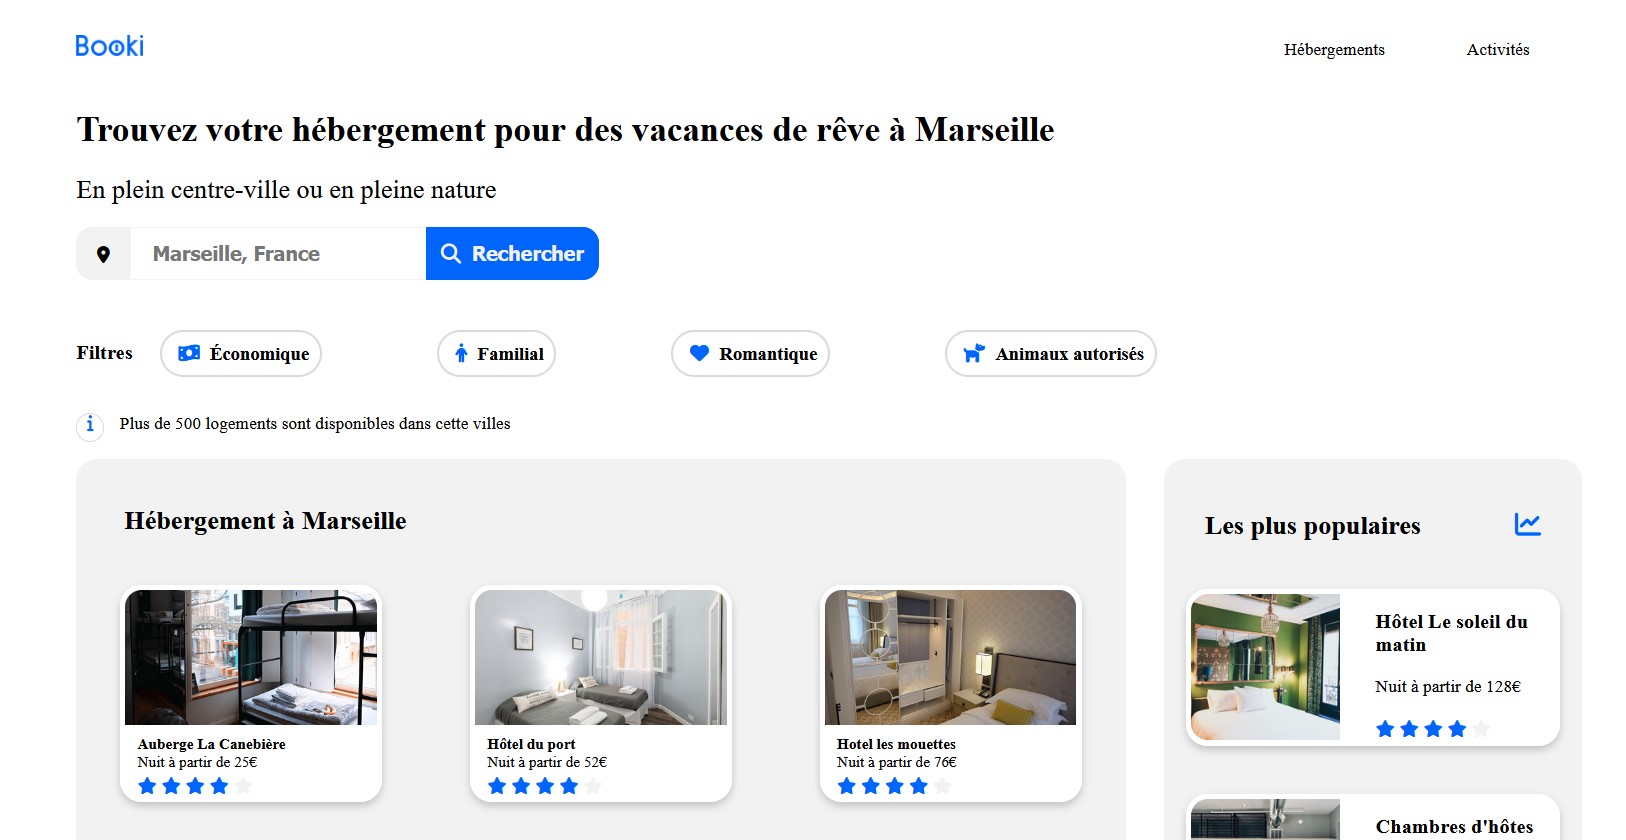 Booki
Hébergements
Activités
Trouvez votre hébergement pour des vacances de rêve à Marseille
En plein centre-ville ou en pleine nature
Marseille, France
Rechercher
Filtres
Économique
Familial
Romantique
Animaux autorisés
Plus de 500 logements sont disponibles dans cette villes
Hébergement à Marseille
Auberge La Canebière
Nuit à partir de 25€
Hôtel du port
Nuit à partir de 52€
Hotel les mouettes
Nuit à partir de 76€
Les plus populaires
Hôtel Le soleil du
matin
Nuit à partir de 128€
Chambres d'hôtes